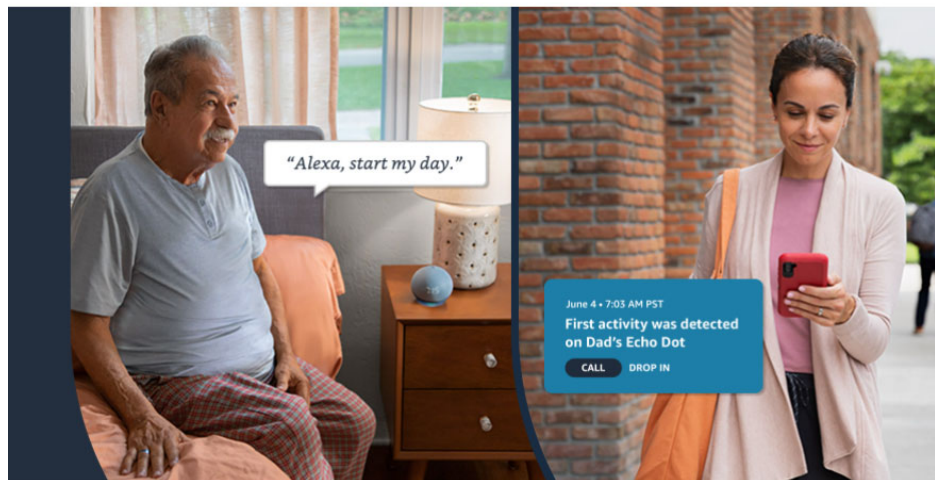 “Alexa, start my day.”
June 4 • 7:03 AM PST
First activity was detected
on Dad’s Echo Dot
CALL DROP IN